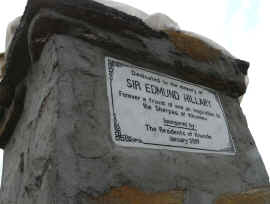 Dedicated to the memory of
SIR EDMUND HILLARY
Forever a friend of and an inspiration to
the Sherpas of Khumbu
Sponsored by
The Residents of Khumde
January 2009